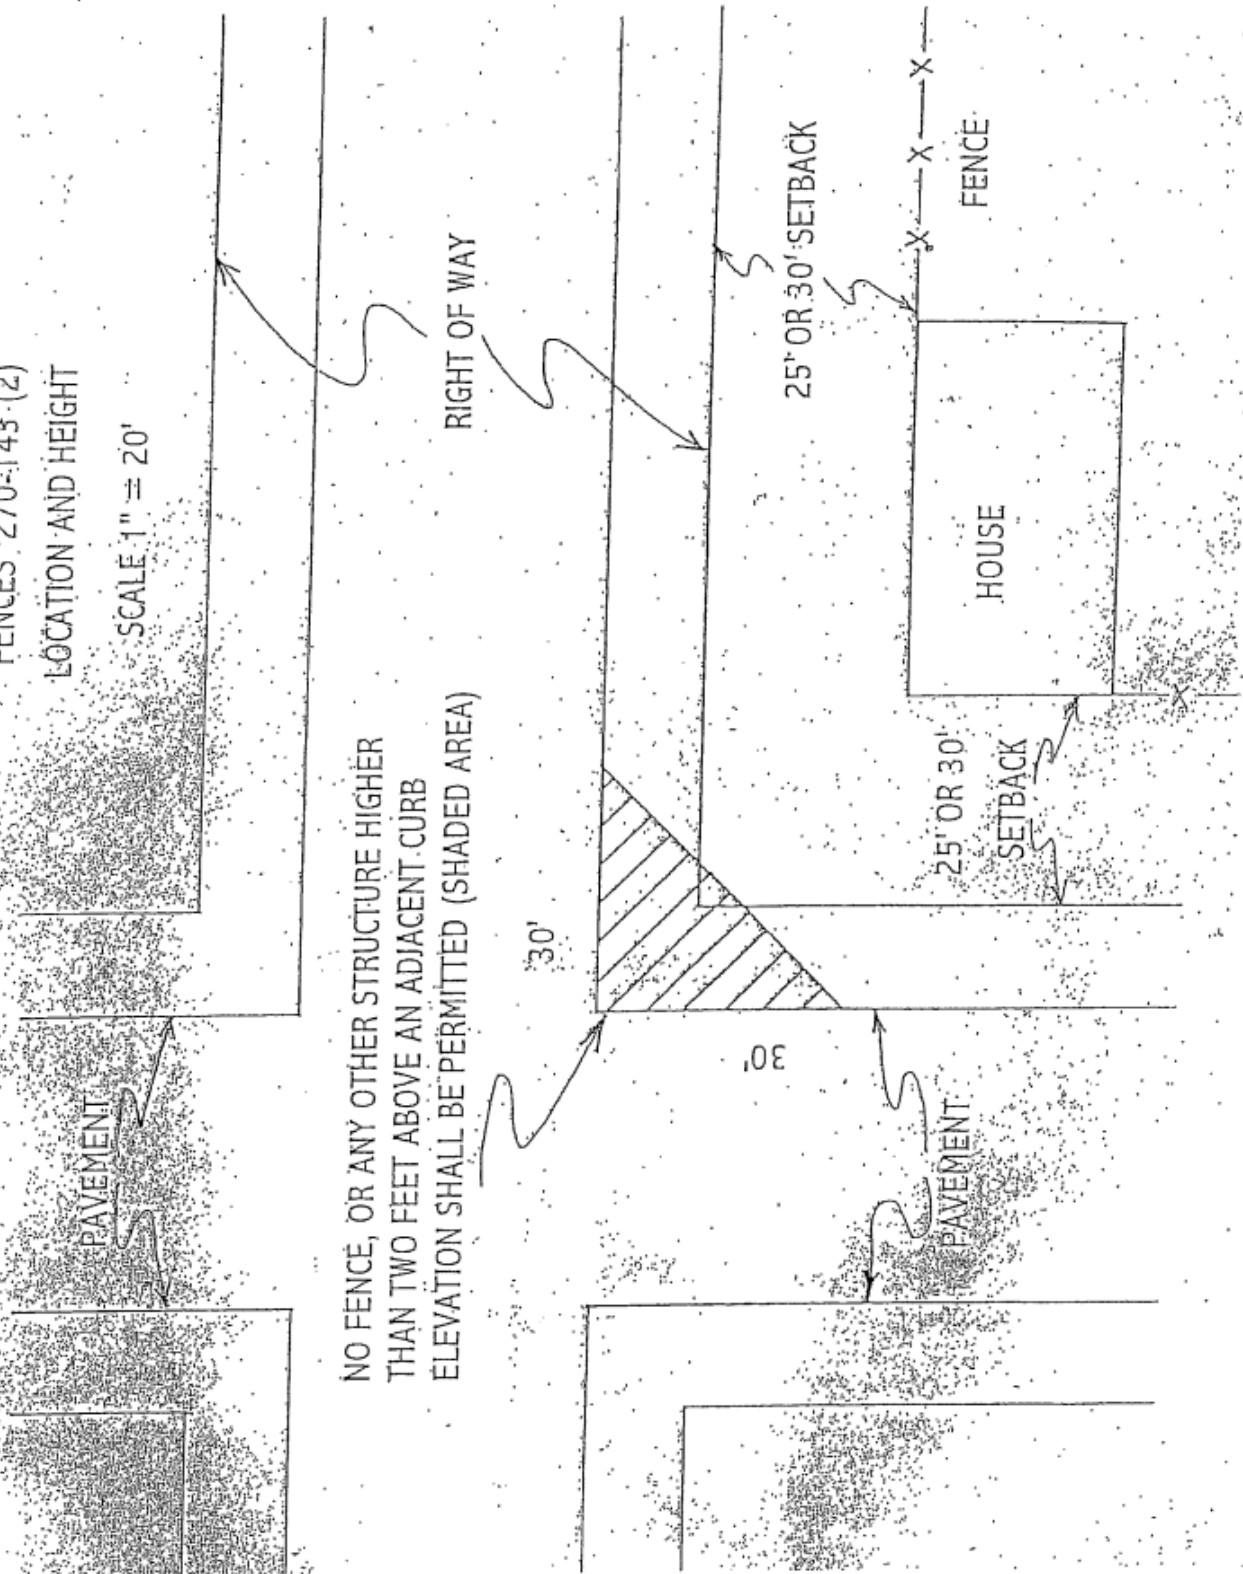 FENCES 270-143 (2)
LOCATION AND HEIGHT
SCALE 1" = 20'
PAVEMENT
NO FENCE, OR ANY OTHER STRUCTURE HIGHER
THAN TWO FEET ABOVE AN ADJACENT CURB
ELEVATION SHALL BE PERMITTED (SHADED AREA)
RIGHT OF WAY
30'
30'
25' OR 30' SETBACK
PAVEMENT
25' OR 30'
SETBACK
HOUSE
FENCE